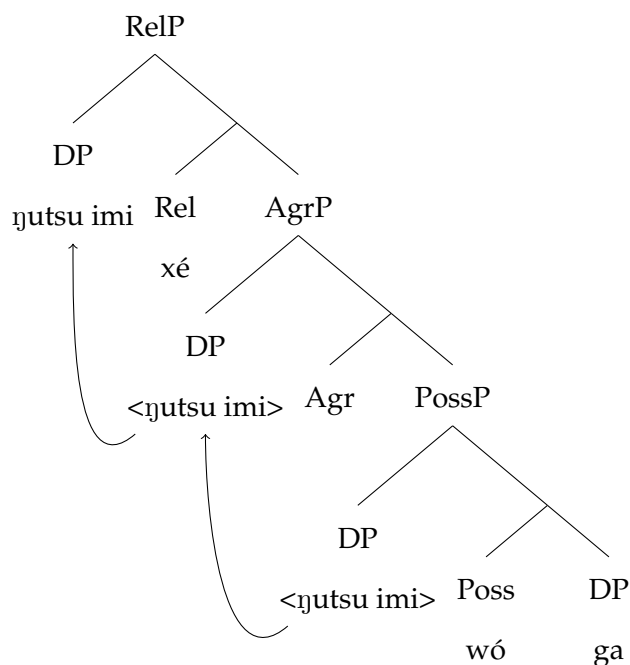 RelP
DP
ŋutsu imi Rel AgrP
xé
DP
<ŋutsu imi> Agr PossP
DP
<ŋutsu imi> Poss DP
wó ga